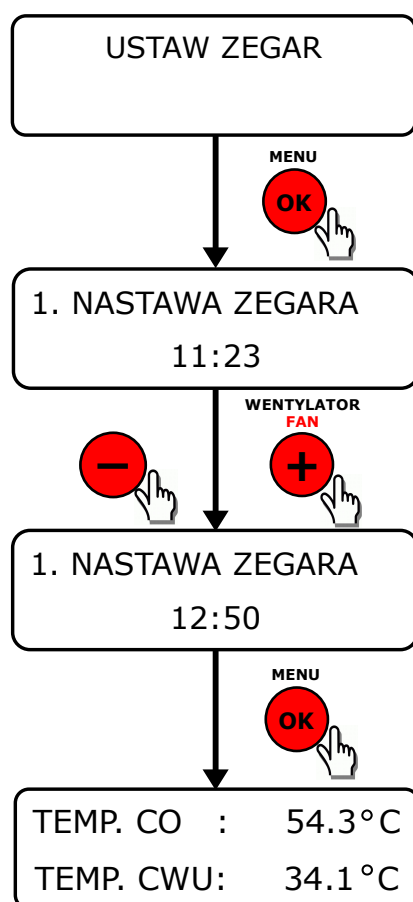 USTAW ZEGAR
MENU
OK
1. NASTAWA ZEGARA
11:23
WENTYLATOR
FAN
− +
1. NASTAWA ZEGARA
12:50
MENU
OK
TEMP. CO : 54.3°C
TEMP. CWU: 34.1°C